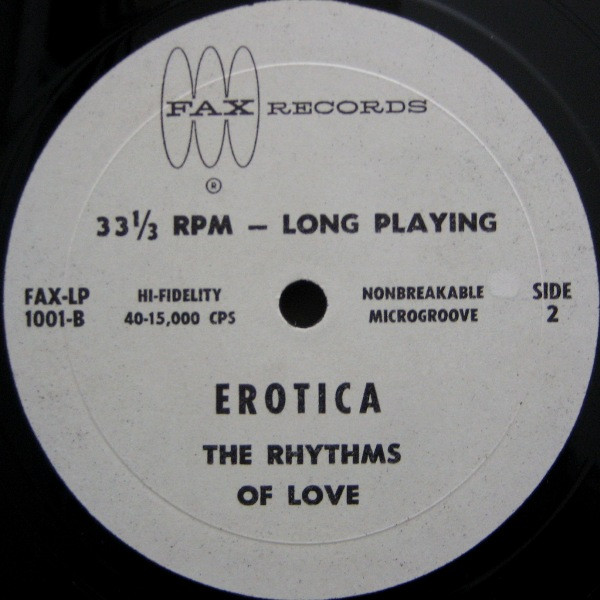 FAX RECORDS
®
33⅓ RPM – LONG PLAYING
FAX-LP
1001-B
HI-FIDELITY
40-15,000 CPS
NONBREAKABLE
MICROGROOVE
SIDE
2
EROTICA
THE RHYTHMS
OF LOVE